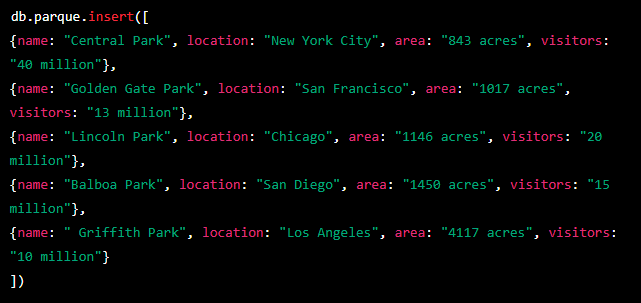 db.parque.insert([
{name: "Central Park", location: "New York City", area: "843 acres", visitors:
"40 million"},
{name: "Golden Gate Park", location: "San Francisco", area: "1017 acres",
visitors: "13 million"},
{name: "Lincoln Park", location: "Chicago", area: "1146 acres", visitors: "20
million"},
{name: "Balboa Park", location: "San Diego", area: "1450 acres", visitors: "15
million"},
{name: " Griffith Park", location: "Los Angeles", area: "4117 acres", visitors:
"10 million"}
])